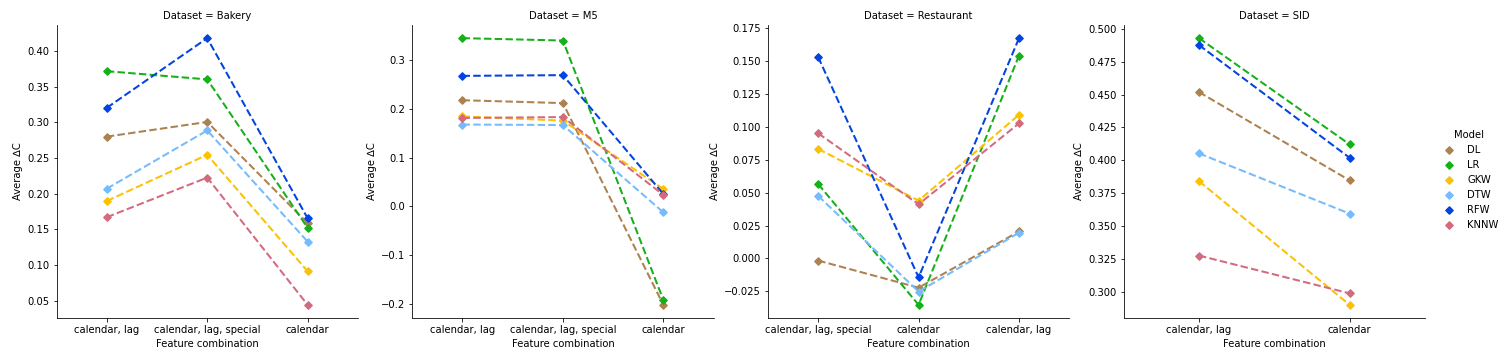 Dataset = Bakery
0.40
0.35
0.30
0.25
0.20
0.15
0.10
0.05
Average ΔC
calendar, lag
calendar, lag, special
calendar
Feature combination
Dataset = M5
0.3
0.2
0.1
0.0
−0.1
−0.2
Average ΔC
calendar, lag
calendar, lag, special
calendar
Feature combination
Dataset = Restaurant
0.175
0.150
0.125
0.100
0.075
0.050
0.025
0.000
−0.025
Average ΔC
calendar, lag, special
calendar
calendar, lag
Feature combination
Dataset = SID
0.500
0.475
0.450
0.425
0.400
0.375
0.350
0.325
0.300
Average ΔC
calendar, lag
calendar
Feature combination
Model
DL
LR
GKW
DTW
RFW
KNNW